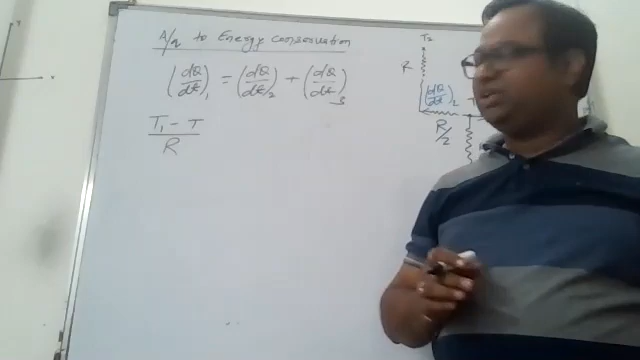 A/q to Energy conservation
(dQ/dt)₁ = (dQ/dt)₂ + (dQ/dt)₃
T₁ - T / R
T₂
R
(dQ/dt)₂
R/2